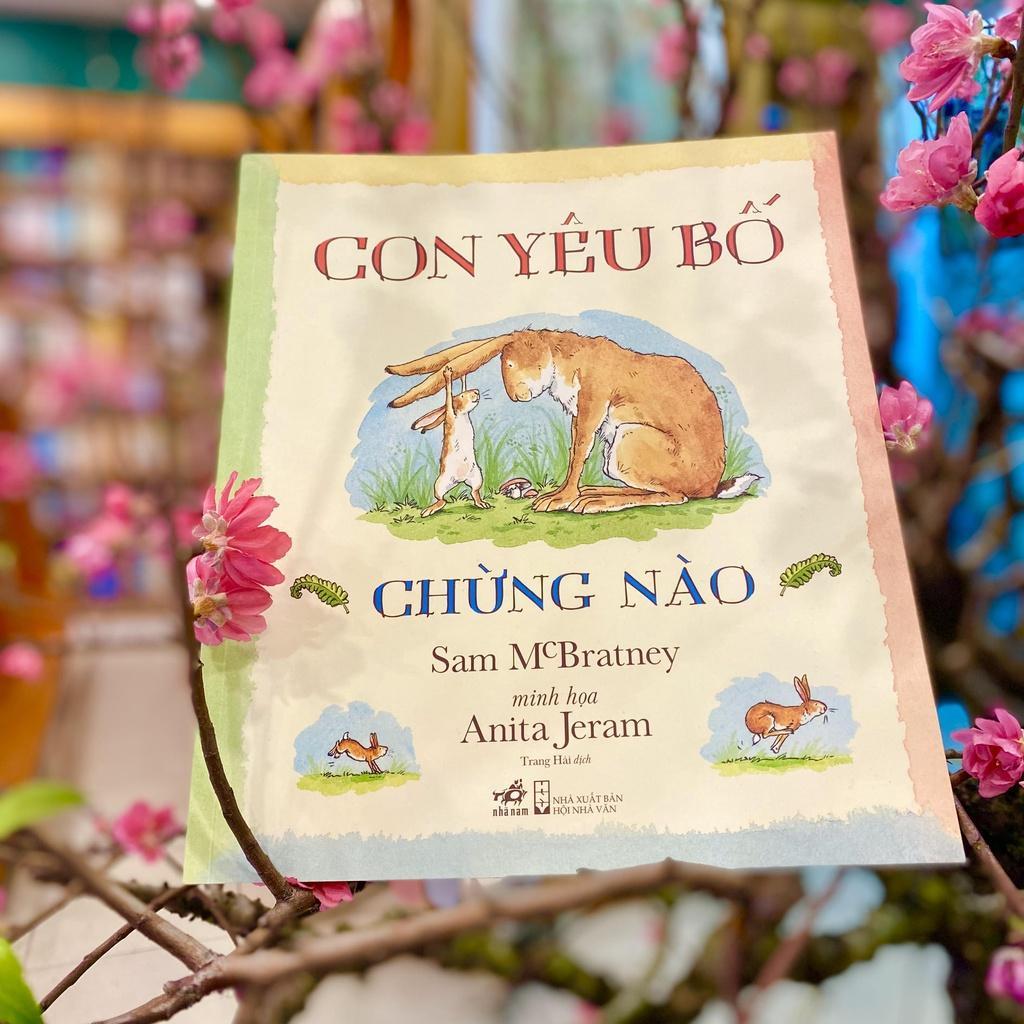 CON YÊU BỐ
CHỪNG NÀO
Sam McBratney
minh họa
Anita Jeram
Trang Hải dịch
nhã nam
NHÀ XUẤT BẢN
HỘI NHÀ VĂN